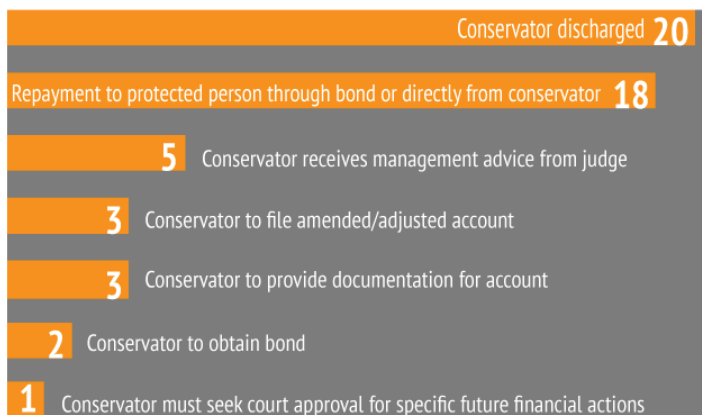 Conservator discharged 20
Repayment to protected person through bond or directly from conservator 18
5 Conservator receives management advice from judge
3 Conservator to file amended/adjusted account
3 Conservator to provide documentation for account
2 Conservator to obtain bond
1 Conservator must seek court approval for specific future financial actions